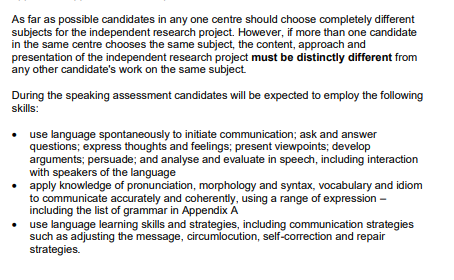 As far as possible candidates in any one centre should choose completely different
subjects for the independent research project. However, if more than one candidate
in the same centre chooses the same subject, the content, approach and
presentation of the independent research project must be distinctly different from
any other candidate's work on the same subject.
During the speaking assessment candidates will be expected to employ the following
skills:
• use language spontaneously to initiate communication; ask and answer
questions; express thoughts and feelings; present viewpoints; develop
arguments; persuade; and analyse and evaluate in speech, including interaction
with speakers of the language
• apply knowledge of pronunciation, morphology and syntax, vocabulary and idiom
to communicate accurately and coherently, using a range of expression –
including the list of grammar in Appendix A
• use language learning skills and strategies, including communication strategies
such as adjusting the message, circumlocution, self-correction and repair
strategies.